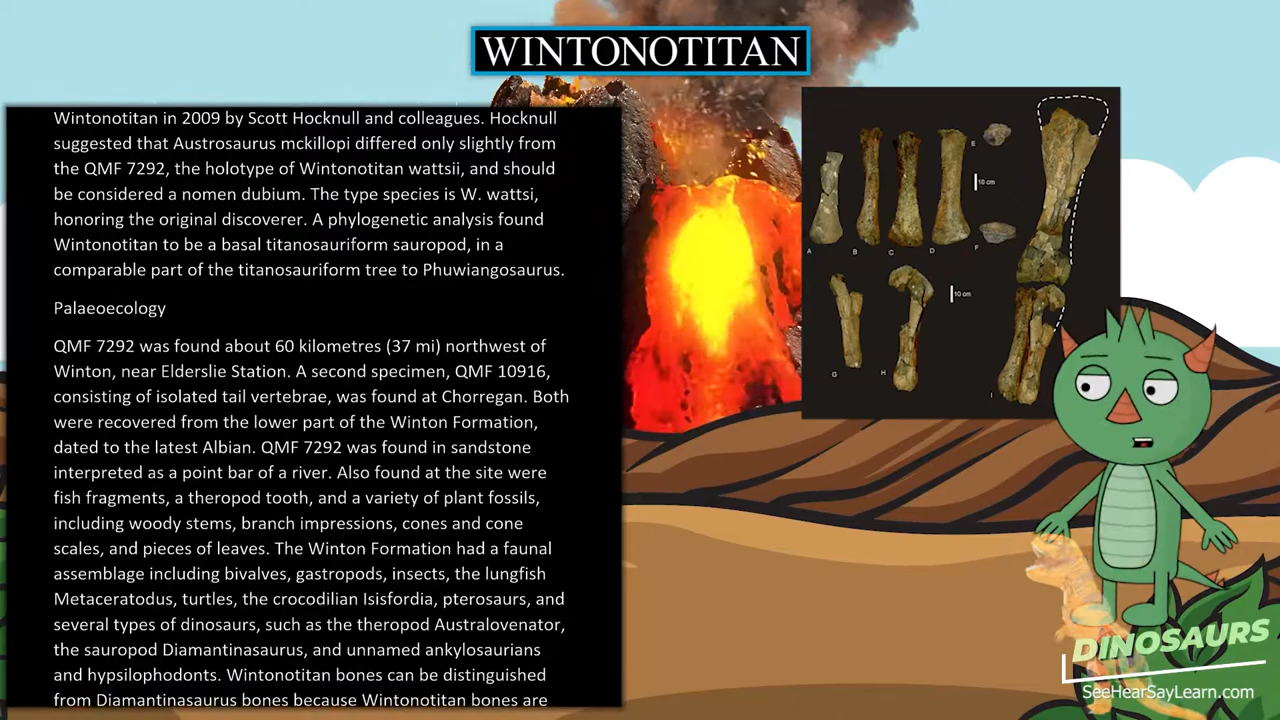 WINTONOTITAN
Wintonotitan in 2009 by Scott Hocknull and colleagues. Hocknull
suggested that Austrosaurus mckillopi differed only slightly from
the QMF 7292, the holotype of Wintonotitan wattsii, and should
be considered a nomen dubium. The type species is W. wattsi,
honoring the original discoverer. A phylogenetic analysis found
Wintonotitan to be a basal titanosauriform sauropod, in a
comparable part of the titanosauriform tree to Phuwiangosaurus.
Palaeoecology
QMF 7292 was found about 60 kilometres (37 mi) northwest of
Winton, near Elderslie Station. A second specimen, QMF 10916,
consisting of isolated tail vertebrae, was found at Chorregan. Both
were recovered from the lower part of the Winton Formation,
dated to the latest Albian. QMF 7292 was found in sandstone
interpreted as a point bar of a river. Also found at the site were
fish fragments, a theropod tooth, and a variety of plant fossils,
including woody stems, branch impressions, cones and cone
scales, and pieces of leaves. The Winton Formation had a faunal
assemblage including bivalves, gastropods, insects, the lungfish
Metaceratodus, turtles, the crocodilian Isisfordia, pterosaurs, and
several types of dinosaurs, such as the theropod Australovenator,
the sauropod Diamantinasaurus, and unnamed ankylosaurians
and hypsilophodonts. Wintonotitan bones can be distinguished
from Diamantinasaurus bones because Wintonotitan bones are
E
10 cm
A B C D F
10 cm
G H I
DINOSAURS
SeeHearSayLearn.com